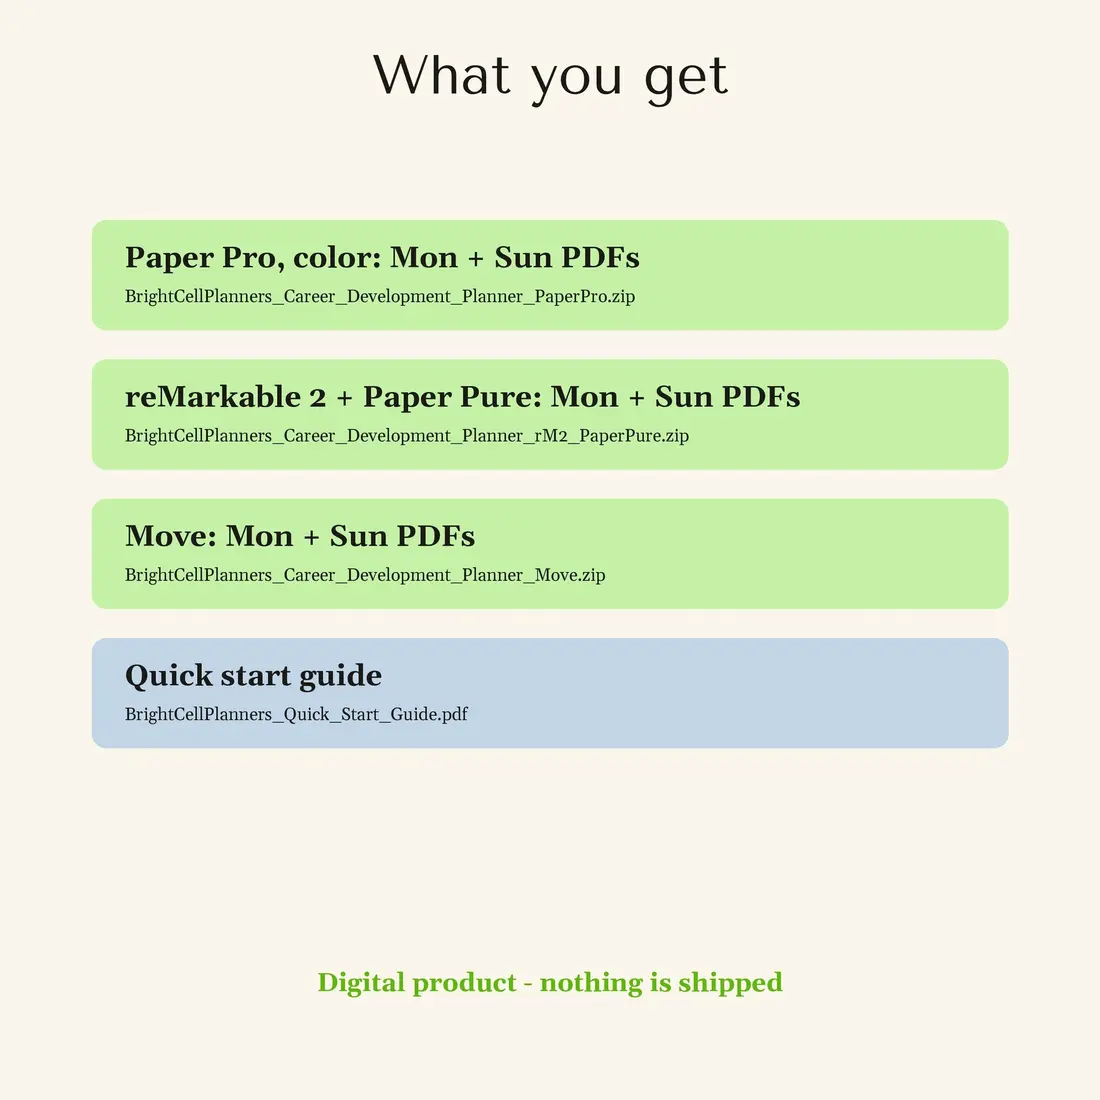 What you get
Paper Pro, color: Mon + Sun PDFs
BrightCellPlanners_Career_Development_Planner_PaperPro.zip
reMarkable 2 + Paper Pure: Mon + Sun PDFs
BrightCellPlanners_Career_Development_Planner_rM2_PaperPure.zip
Move: Mon + Sun PDFs
BrightCellPlanners_Career_Development_Planner_Move.zip
Quick start guide
BrightCellPlanners_Quick_Start_Guide.pdf
Digital product - nothing is shipped